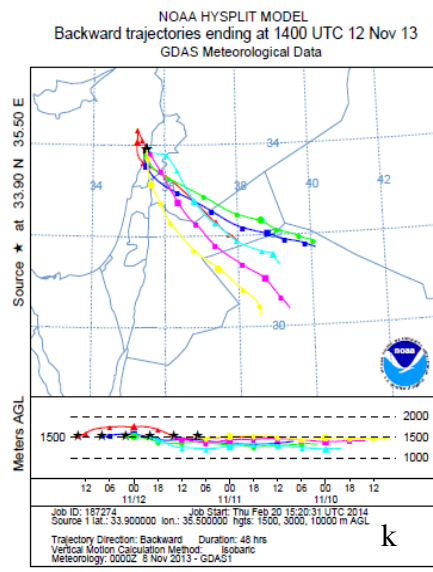 NOAA HYSPLIT MODEL
Backward trajectories ending at 1400 UTC 12 Nov 13
GDAS Meteorological Data
Source ★ at 33.90 N 35.50 E
34
34
36
38
40
42
30
noaa
Meters AGL
1500
2000
1500
1000
12 06 00 18 12 06 00 18 12 06 00 18 12
11/12 11/11 11/10
Job ID: 187274 Job Start: Thu Feb 20 15:20:31 UTC 2014
Source 1 lat.: 33.900000 lon.: 35.500000 hgts: 1500, 3000, 10000 m AGL
Trajectory Direction: Backward Duration: 48 hrs
Vertical Motion Calculation Method: Isobaric
Meteorology: 0000Z 8 Nov 2013 - GDAS1
k